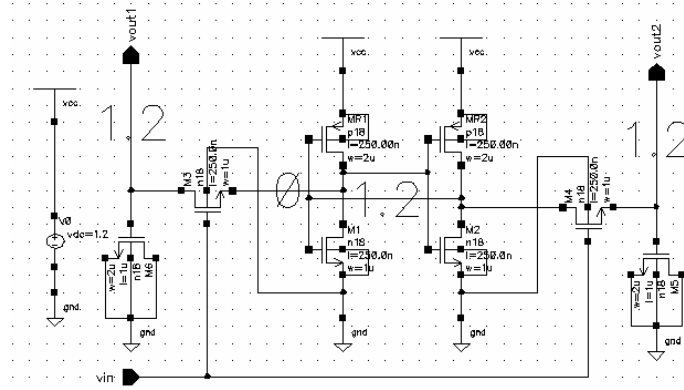 vout1
vout2
vcc
vcc
vcc
1.2
1.2
MR1
p18
l=250.00n
w=2u
MR2
p18
l=250.00n
w=2u
M3
n18
l=250.0n
w=1u
0
1.2
M4
n18
l=250.0n
w=1u
v0
vdc=1.2
w=2u
l=1u
n18
M6
M1
n18
l=250.0n
w=1u
M2
n18
l=250.0n
w=1u
w=2u
l=1u
n18
M5
gnd
gnd
gnd
gnd
gnd
vin